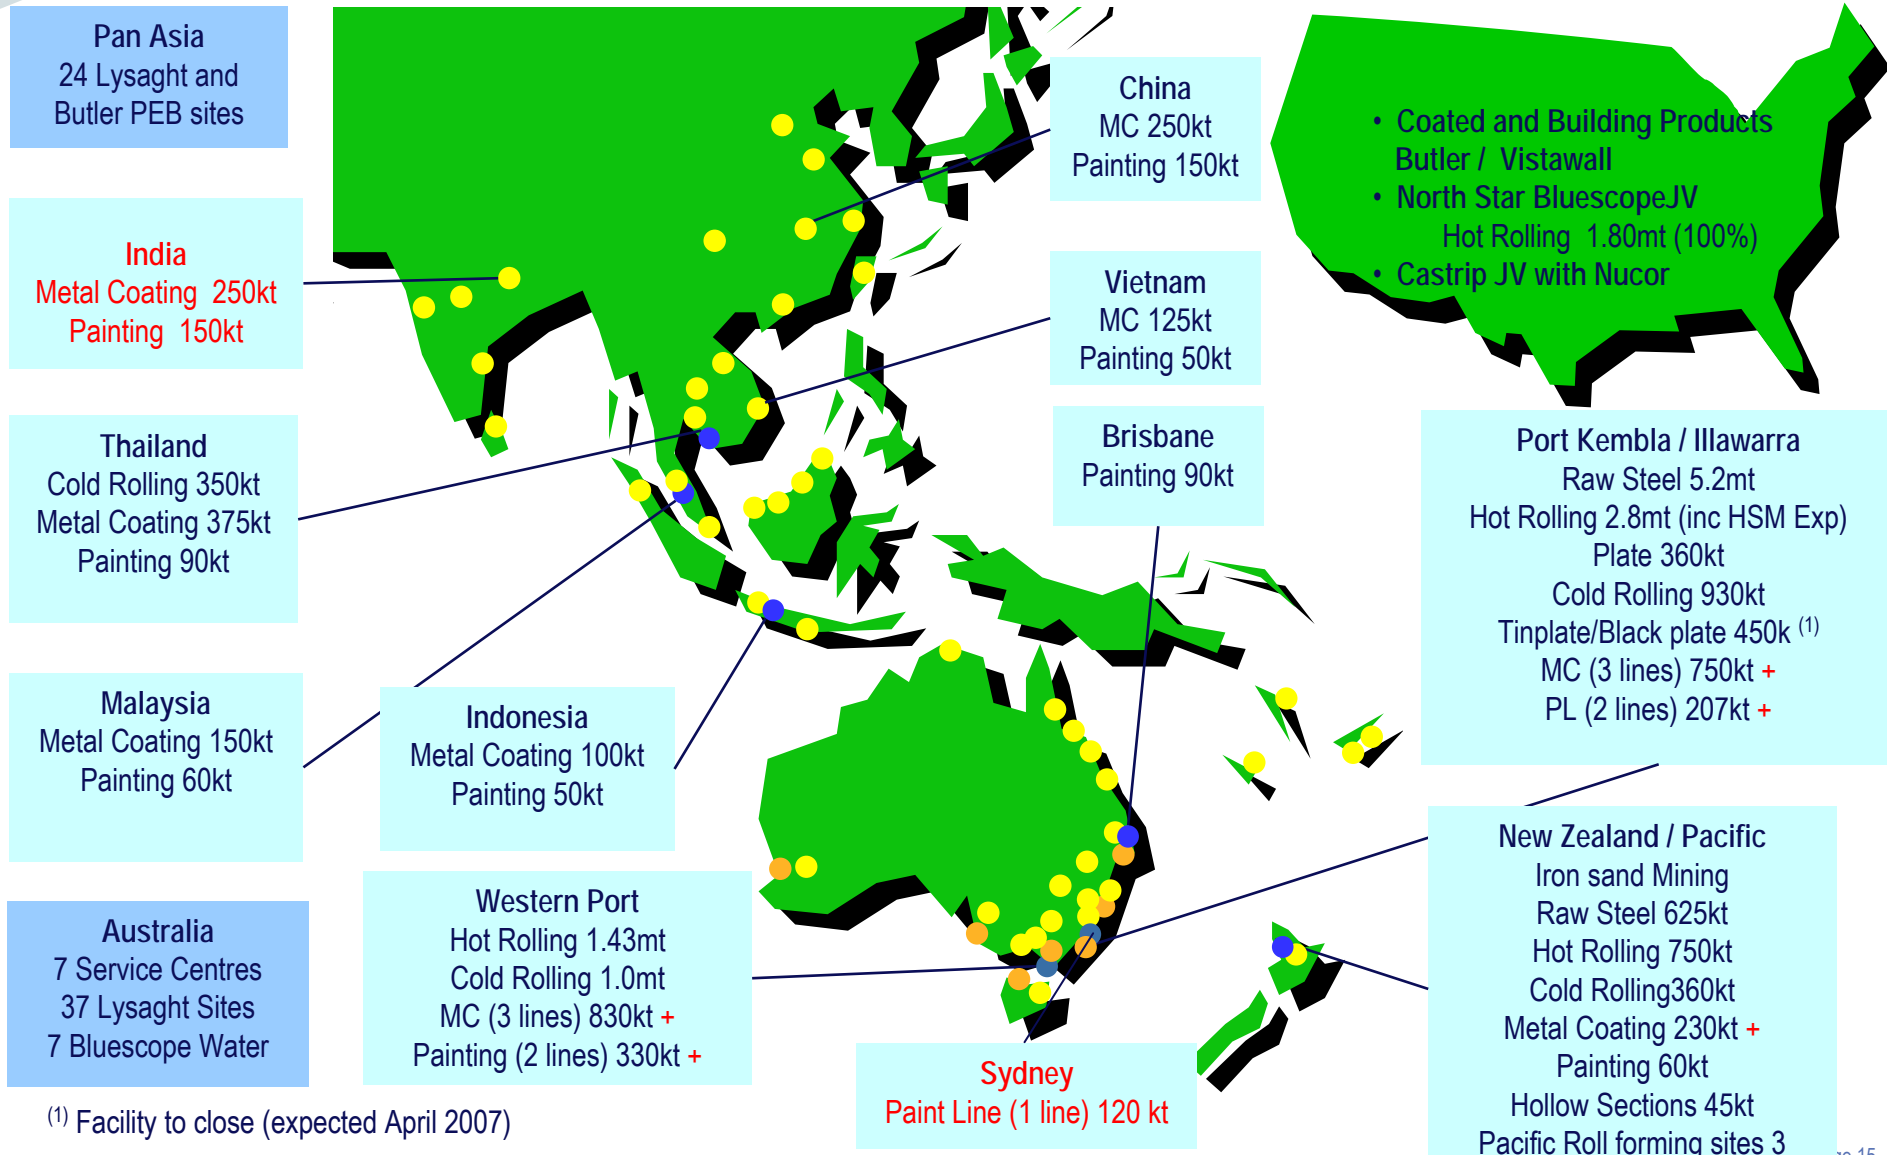 Pan Asia
24 Lysaght and
Butler PEB sites
India
Metal Coating 250kt
Painting 150kt
Thailand
Cold Rolling 350kt
Metal Coating 375kt
Painting 90kt
Malaysia
Metal Coating 150kt
Painting 60kt
Australia
7 Service Centres
37 Lysaght Sites
7 Bluescope Water
(1) Facility to close (expected April 2007)
Indonesia
Metal Coating 100kt
Painting 50kt
Western Port
Hot Rolling 1.43mt
Cold Rolling 1.0mt
MC (3 lines) 830kt +
Painting (2 lines) 330kt +
China
MC 250kt
Painting 150kt
Vietnam
MC 125kt
Painting 50kt
Brisbane
Painting 90kt
Sydney
Paint Line (1 line) 120 kt
• Coated and Building Products
Butler / Vistawall
• North Star BluescopeJV
Hot Rolling 1.80mt (100%)
• Castrip JV with Nucor
Port Kembla / Illawarra
Raw Steel 5.2mt
Hot Rolling 2.8mt (inc HSM Exp)
Plate 360kt
Cold Rolling 930kt
Tinplate/Black plate 450k (1)
MC (3 lines) 750kt +
PL (2 lines) 207kt +
New Zealand / Pacific
Iron sand Mining
Raw Steel 625kt
Hot Rolling 750kt
Cold Rolling360kt
Metal Coating 230kt +
Painting 60kt
Hollow Sections 45kt
Pacific Roll forming sites 3
15